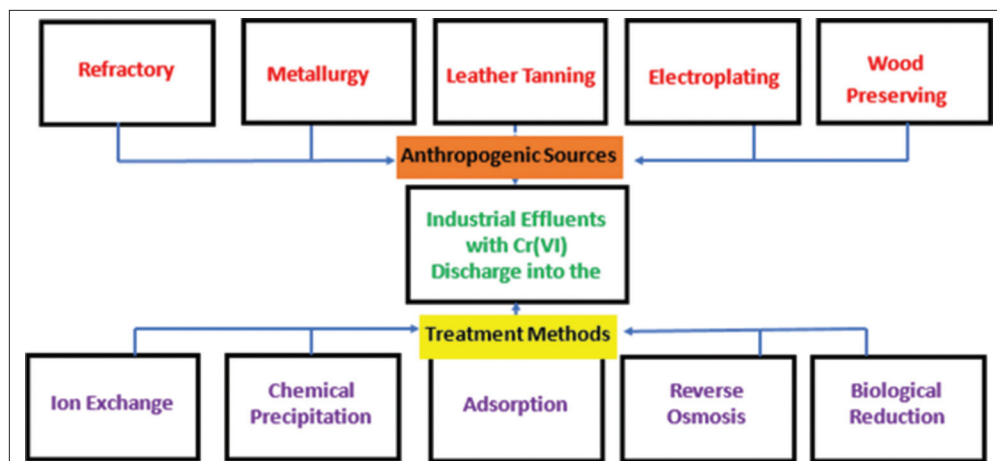 Refractory
Metallurgy
Leather Tanning
Electroplating
Wood
Preserving
Anthropogenic Sources
Industrial Effluents
with Cr(VI)
Discharge into the
Treatment Methods
Ion Exchange
Chemical
Precipitation
Adsorption
Reverse
Osmosis
Biological
Reduction